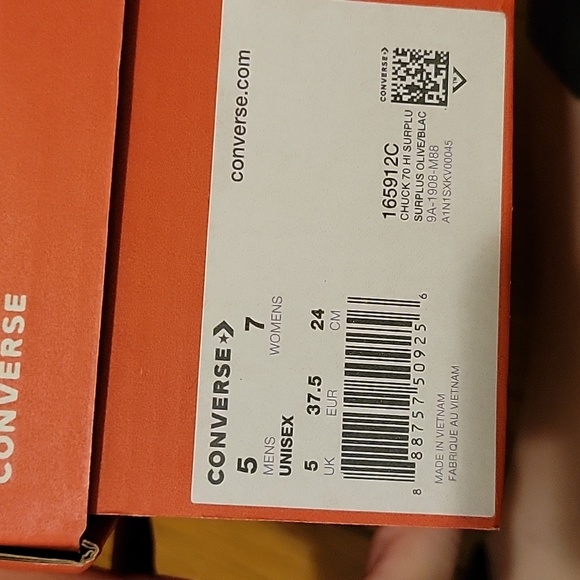 CONVERSE
converse.com
CONVERSE
5 7
MENS WOMENS
UNISEX
5 37.5 24
UK EUR CM
8 88757 50925 6
MADE IN VIETNAM
FABRIQUE AU VIETNAM
CONVERSE
TM
165912C
CHUCK 70 HI SURPLU
SURPLUS OLIVE/BLAC
9A-1908-M88
A1N1SXKV00045